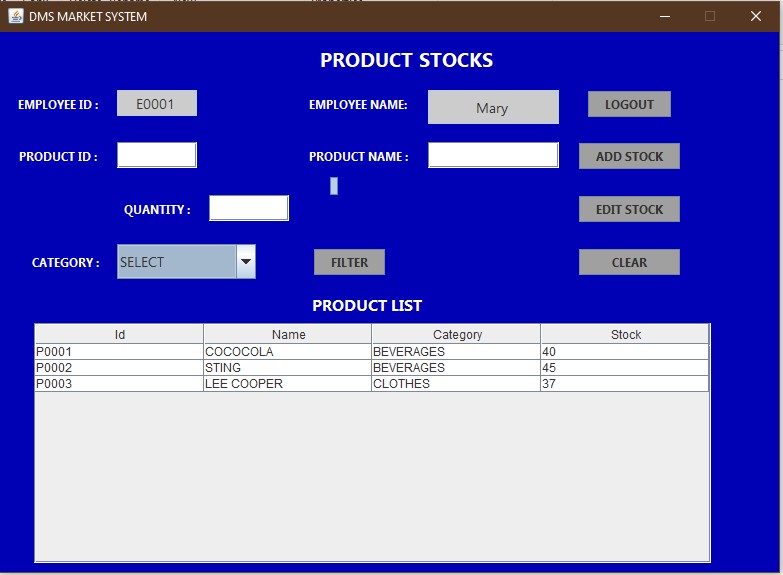 DMS MARKET SYSTEM
PRODUCT STOCKS
EMPLOYEE ID : E0001 EMPLOYEE NAME: Mary LOGOUT
PRODUCT ID : PRODUCT NAME : ADD STOCK
QUANTITY : EDIT STOCK
CATEGORY : SELECT FILTER CLEAR
PRODUCT LIST
Id Name Category Stock
P0001 COCOCOLA BEVERAGES 40
P0002 STING BEVERAGES 45
P0003 LEE COOPER CLOTHES 37